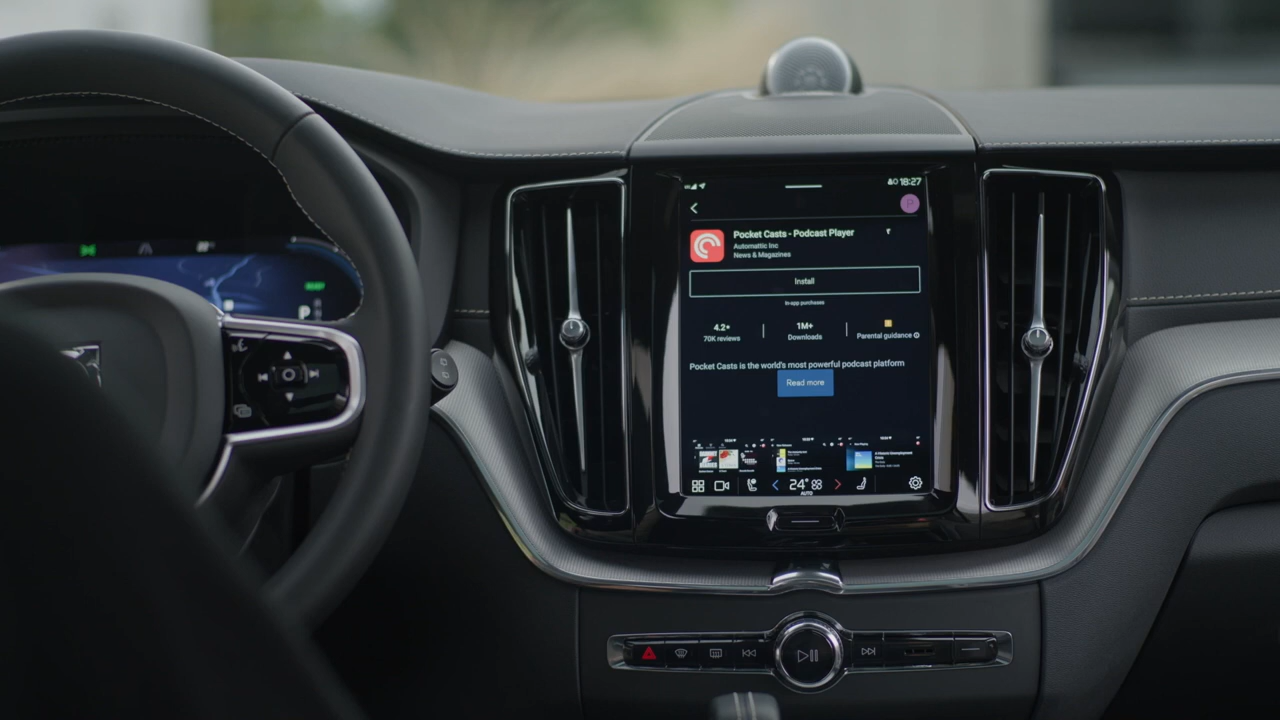 18:27
P
Pocket Casts - Podcast Player
Automattic Inc
News & Magazines
Install
In-app purchases
4.2★
70K reviews
1M+
Downloads
Parental guidance
Pocket Casts is the world's most powerful podcast platform
Read more
24°
AUTO
READY
P